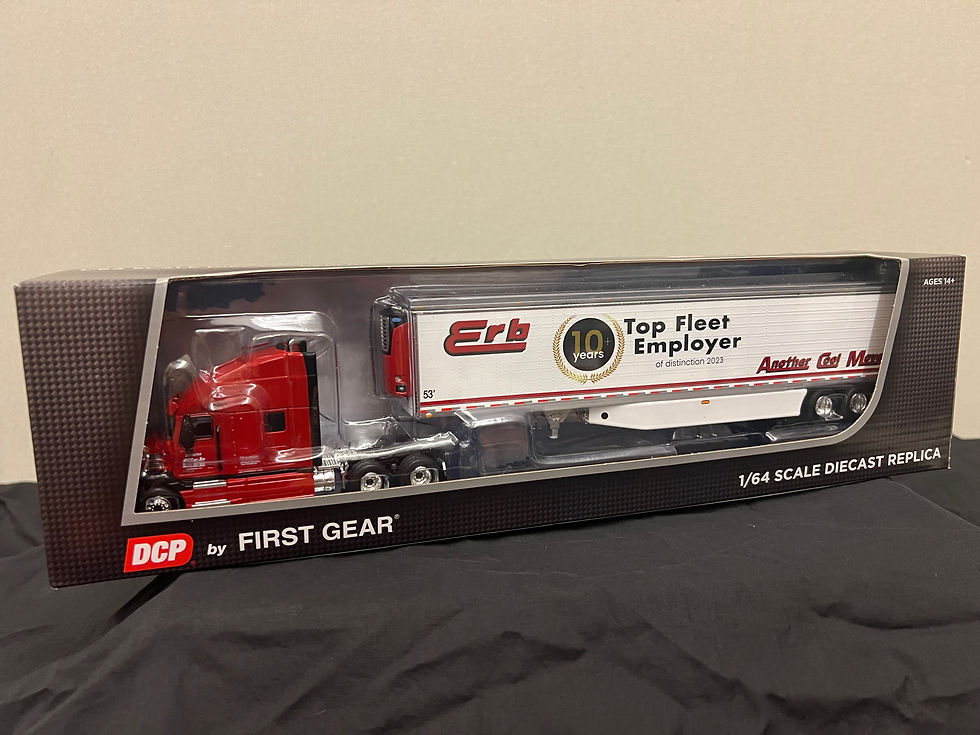 AGES 14+
Erb
10+
years
Top Fleet
Employer
of distinction 2023
Another Cool
53'
1/64 SCALE DIECAST REPLICA
DCP by FIRST GEAR®